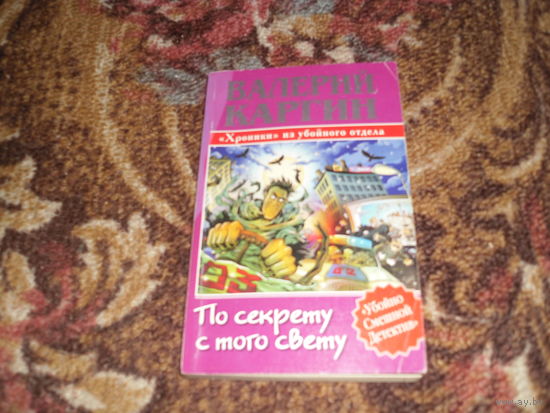 ВАЛЕРИЙ
КАРТИН
«Хроники» из убойного отдела
По секрету
с того свету
«Убойно
Смешной
Детектив»